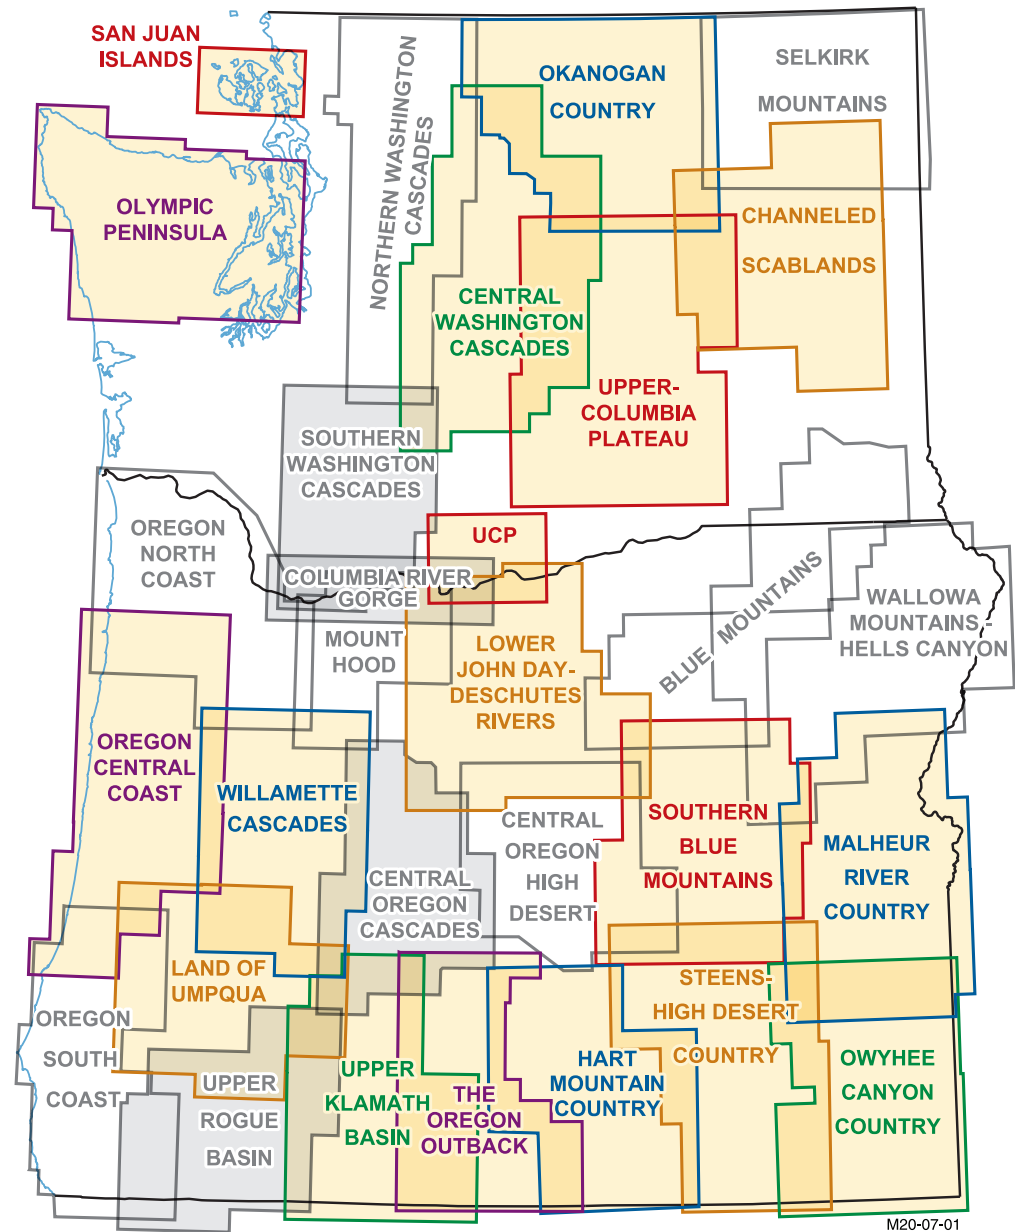 SAN JUAN
ISLANDS
OKANOGAN
COUNTRY
SELKIRK
MOUNTAINS
NORTHERN WASHINGTON
CASCADES
OLYMPIC
PENINSULA
CHANNELED
SCABLANDS
CENTRAL
WASHINGTON
CASCADES
UPPER-
COLUMBIA
PLATEAU
SOUTHERN
WASHINGTON
CASCADES
UCP
OREGON
NORTH
COAST
COLUMBIA RIVER
GORGE
MOUNT
HOOD
LOWER
JOHN DAY-
DESCHUTES
RIVERS
BLUE MOUNTAINS
WALLOWA
MOUNTAINS -
HELLS CANYON
OREGON
CENTRAL
COAST
WILLAMETTE
CASCADES
CENTRAL
OREGON
HIGH
DESERT
SOUTHERN
BLUE
MOUNTAINS
MALHEUR
RIVER
COUNTRY
CENTRAL
OREGON
CASCADES
LAND OF
UMPQUA
STEENS-
HIGH DESERT
COUNTRY
OREGON
SOUTH
COAST
UPPER
ROGUE
BASIN
UPPER
KLAMATH
BASIN
THE
OREGON
OUTBACK
HART
MOUNTAIN
COUNTRY
OWYHEE
CANYON
COUNTRY
M20-07-01